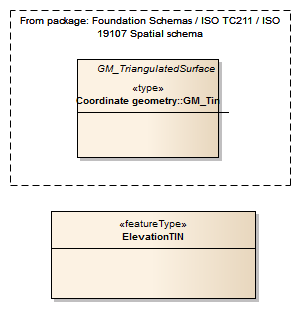 From package: Foundation Schemas / ISO TC211 / ISO
19107 Spatial schema
GM_TriangulatedSurface
«type»
Coordinate geometry::GM_Tin
«featureType»
ElevationTIN